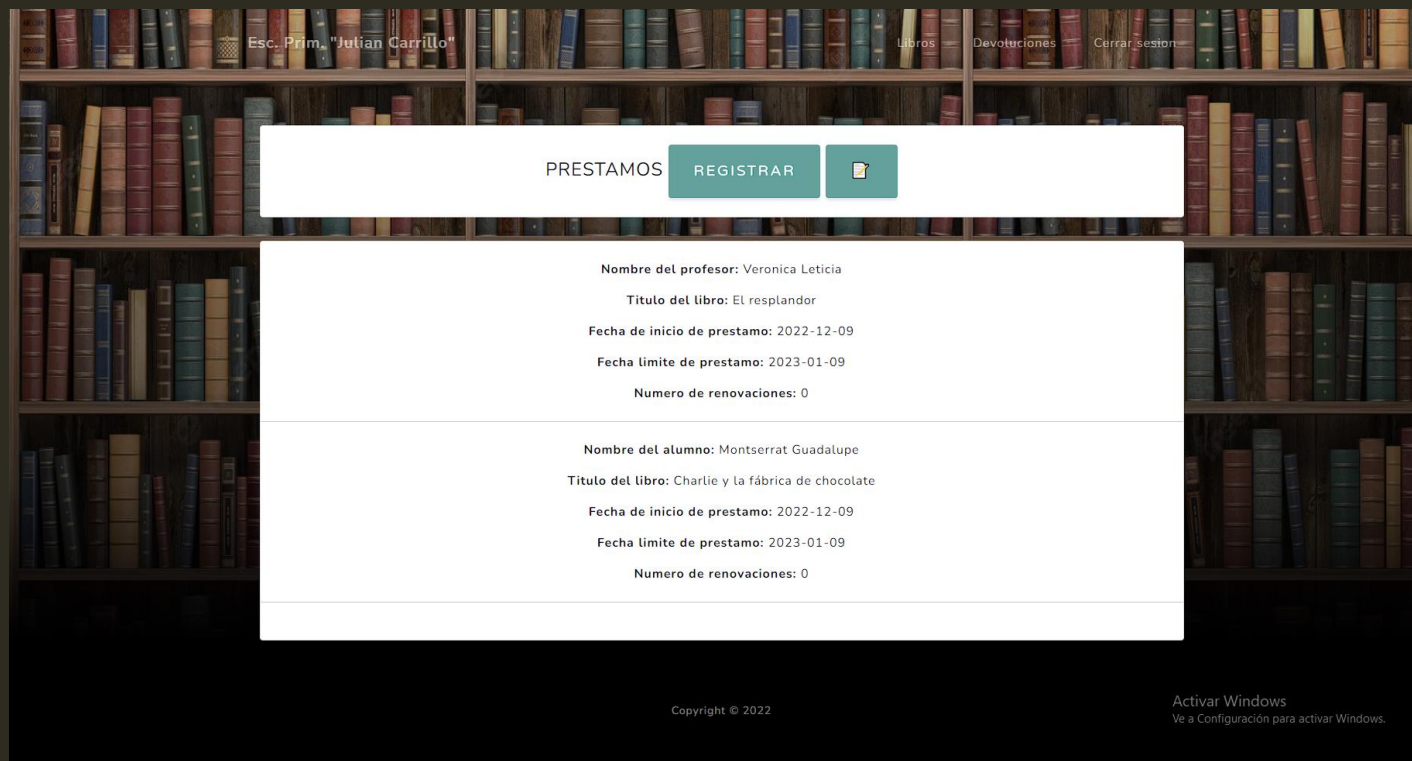 Esc. Prim. "Julian Carrillo"
Libros
Devoluciones
Cerrar sesion
PRESTAMOS
REGISTRAR
Nombre del profesor: Veronica Leticia
Titulo del libro: El resplandor
Fecha de inicio de prestamo: 2022-12-09
Fecha limite de prestamo: 2023-01-09
Numero de renovaciones: 0
Nombre del alumno: Montserrat Guadalupe
Titulo del libro: Charlie y la fábrica de chocolate
Fecha de inicio de prestamo: 2022-12-09
Fecha limite de prestamo: 2023-01-09
Numero de renovaciones: 0
Copyright © 2022
Activar Windows
Ve a Configuración para activar Windows.